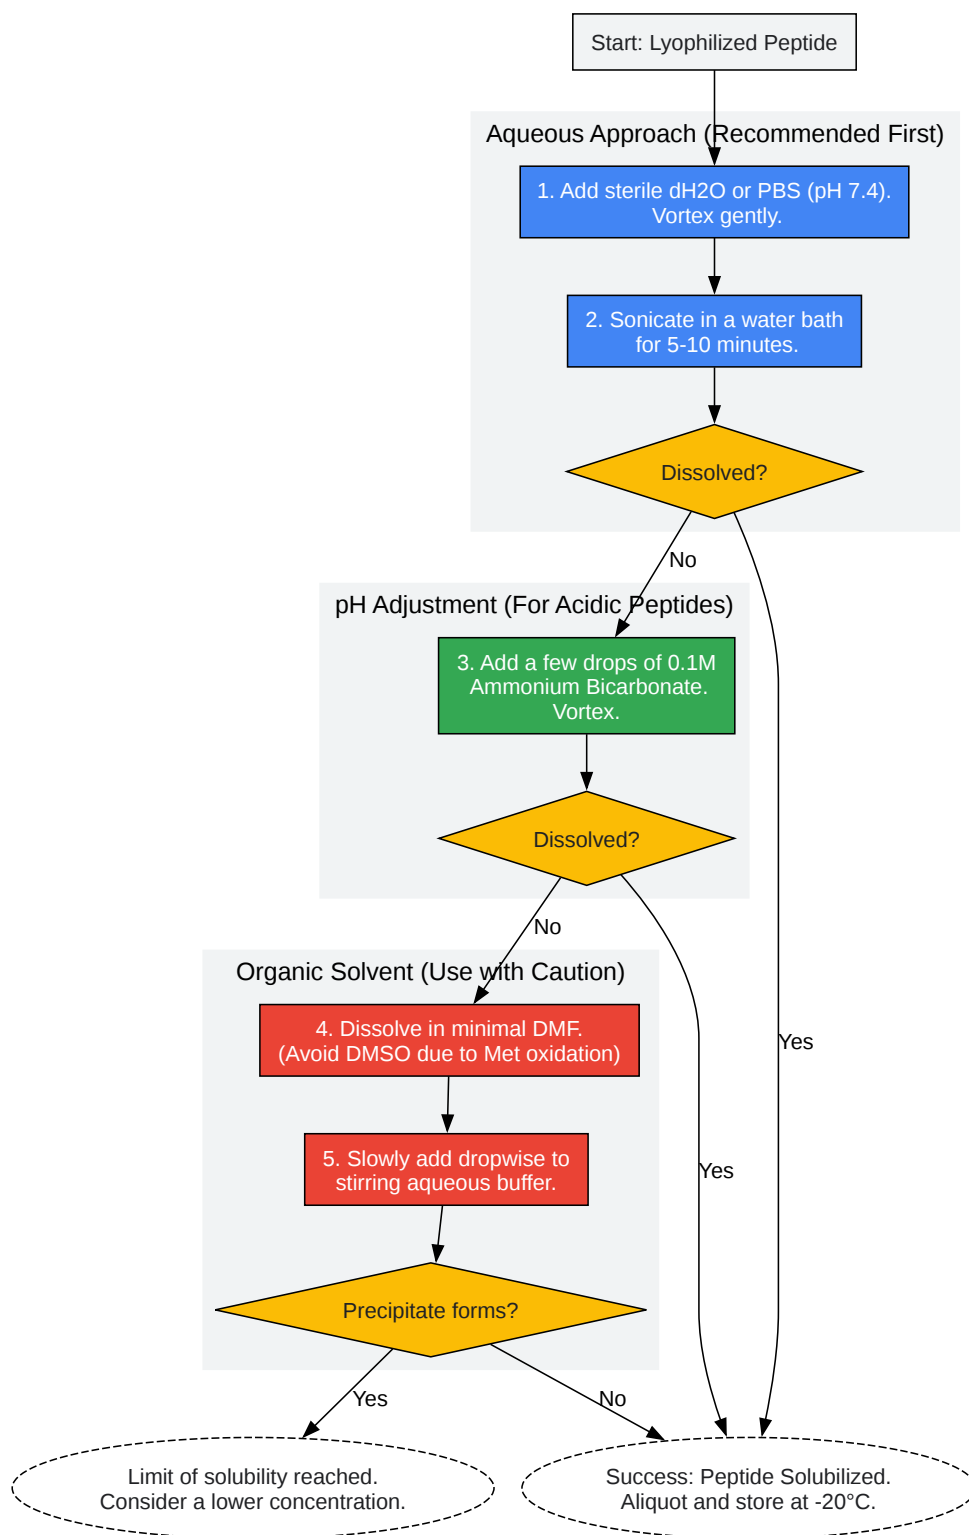 Start: Lyophilized Peptide
Aqueous Approach (Recommended First)
1. Add sterile dH2O or PBS (pH 7.4).
Vortex gently.
2. Sonicate in a water bath
for 5-10 minutes.
Dissolved?
No
pH Adjustment (For Acidic Peptides)
3. Add a few drops of 0.1M
Ammonium Bicarbonate.
Vortex.
Dissolved?
No
Organic Solvent (Use with Caution)
4. Dissolve in minimal DMF.
(Avoid DMSO due to Met oxidation)
Yes
5. Slowly add dropwise to
stirring aqueous buffer.
Yes
Precipitate forms?
Yes
No
Limit of solubility reached.
Consider a lower concentration.
Success: Peptide Solubilized.
Aliquot and store at -20°C.